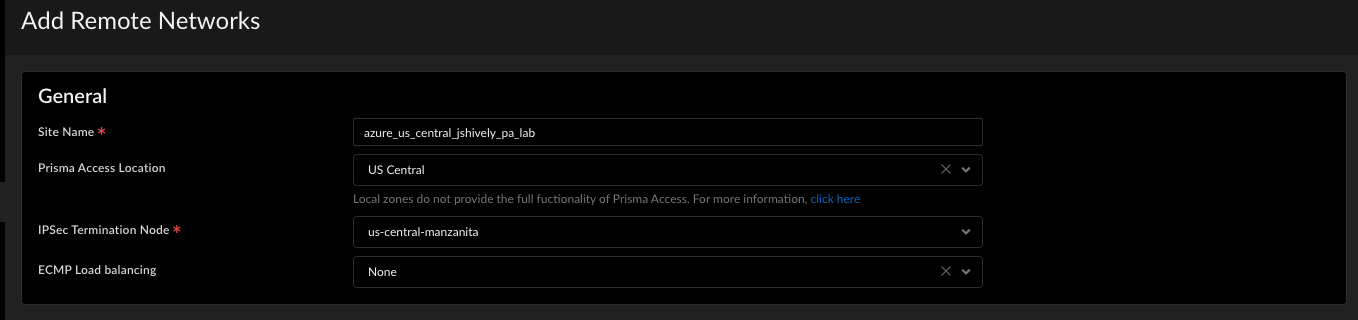 Add Remote Networks
General
Site Name *
azure_us_central_jshively_pa_lab
Prisma Access Location
US Central
Local zones do not provide the full fuctionality of Prisma Access. For more information, click here
IPSec Termination Node *
us-central-manzanita
ECMP Load balancing
None